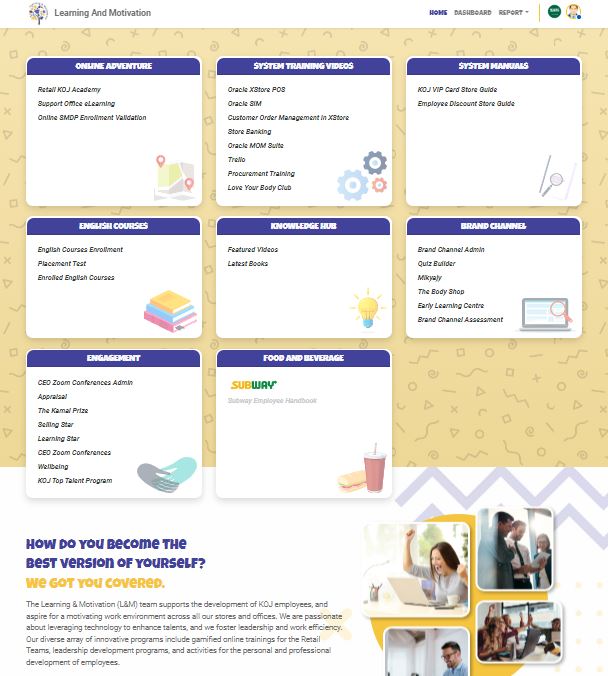 Learning And Motivation
HOME DASHBOARD REPORT
ONLINE ADVENTURE
Retail KOJ Academy
Support Office eLearning
Online SMDP Enrollment Validation
SYSTEM TRAINING VIDEOS
Oracle XStore POS
Oracle SIM
Customer Order Management in XStore
Store Banking
Oracle MOM Suite
Trello
Procurement Training
Love Your Body Club
SYSTEM MANUALS
KOJ VIP Card Store Guide
Employee Discount Store Guide
ENGLISH COURSES
English Courses Enrollment
Placement Test
Enrolled English Courses
KNOWLEDGE HUB
Featured Videos
Latest Books
BRAND CHANNEL
Brand Channel Admin
Quiz Builder
Mikyajy
The Body Shop
Early Learning Centre
Brand Channel Assessment
ENGAGEMENT
CEO Zoom Conferences Admin
Appraisal
The Kamal Prize
Selling Star
Learning Star
CEO Zoom Conferences
Wellbeing
KOJ Top Talent Program
FOOD AND BEVERAGE
SUBWAY
Subway Employee Handbook
HOW DO YOU BECOME THE
BEST VERSION OF YOURSELF?
WE GOT YOU COVERED.
The Learning & Motivation (L&M) team supports the development of KOJ employees, and
aspire for a motivating work environment across all our stores and offices. We are passionate
about leveraging technology to enhance talents, and we foster leadership and work efficiency.
Our diverse array of innovative programs include gamified online trainings for the Retail
Teams, leadership development programs, and activities for the personal and professional
development of employees.